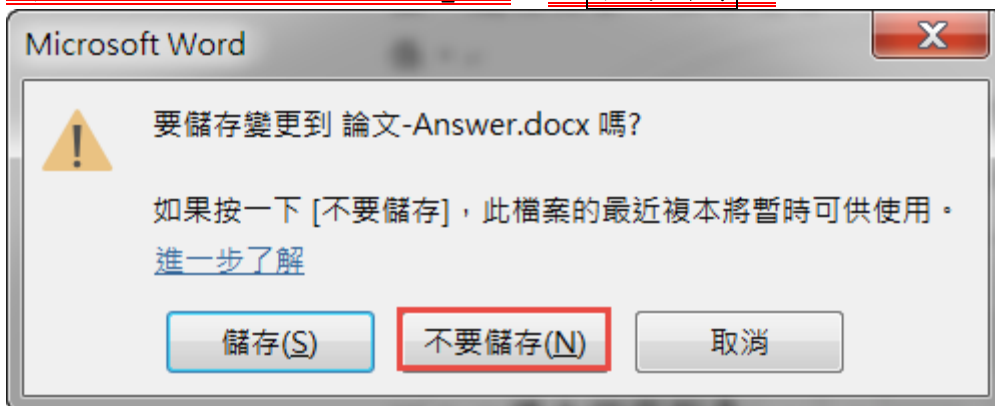 Microsoft Word
要儲存變更到 論文-Answer.docx 嗎?
如果按一下 [不要儲存]，此檔案的最近複本將暫時可供使用。
進一步了解
儲存(S) 不要儲存(N) 取消